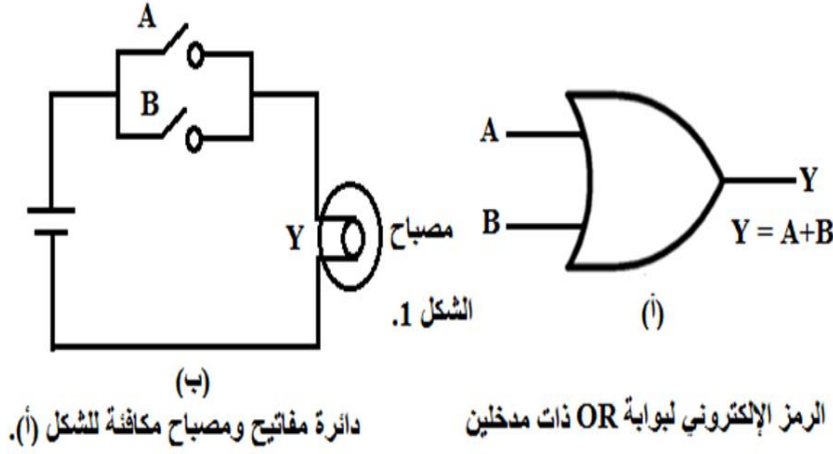 A
B
Y
مصباح
A
B
Y
Y = A+B
الشكل 1.
(أ)
(ب)
الرمز الإلكتروني لبوابة OR ذات مدخلين
دائرة مفاتيح ومصباح مكافئة للشكل (أ).